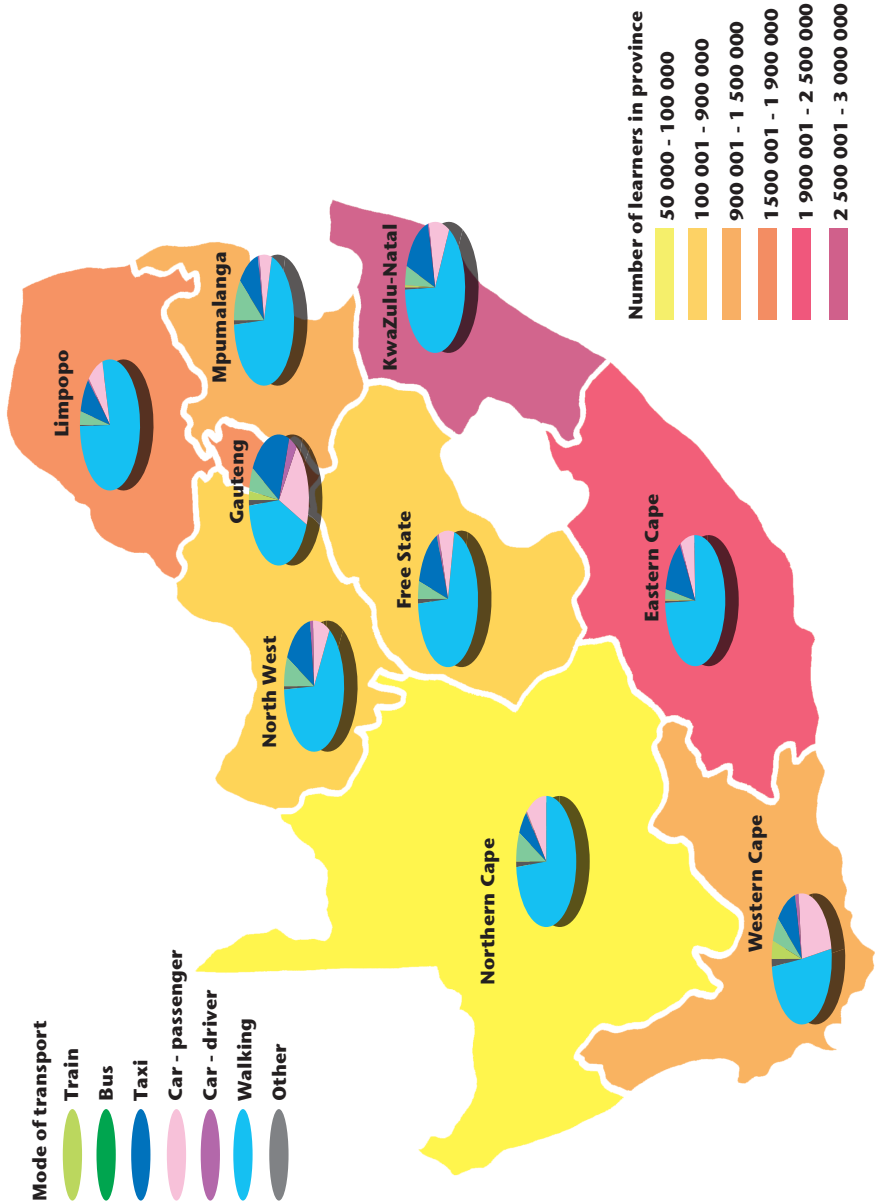 Mode of transport
Train
Bus
Taxi
Car - passenger
Car - driver
Walking
Other
Limpopo
Mpumalanga
Gauteng
North West
KwaZulu-Natal
Free State
Northern Cape
Eastern Cape
Western Cape
Number of learners in province
50 000 - 100 000
100 001 - 900 000
900 001 - 1 500 000
1500 001 - 1 900 000
1 900 001 - 2 500 000
2 500 001 - 3 000 000